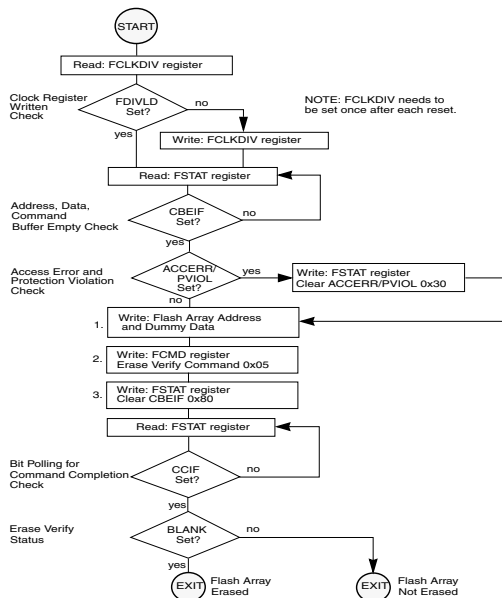 START
Read: FCLKDIV register
Clock Register
Written
Check
FDIVLD
Set?
no
yes
NOTE: FCLKDIV needs to
be set once after each reset.
Write: FCLKDIV register
Read: FSTAT register
Address, Data,
Command
Buffer Empty Check
CBEIF
Set?
no
yes
Access Error and
Protection Violation
Check
ACCERR/
PVIOL
Set?
yes
no
Write: FSTAT register
Clear ACCERR/PVIOL 0x30
1.
Write: Flash Array Address
and Dummy Data
2.
Write: FCMD register
Erase Verify Command 0x05
3.
Write: FSTAT register
Clear CBEIF 0x80
Read: FSTAT register
Bit Polling for
Command Completion
Check
CCIF
Set?
no
yes
Erase Verify
Status
BLANK
Set?
no
yes
EXIT
Flash Array
Erased
EXIT
Flash Array
Not Erased